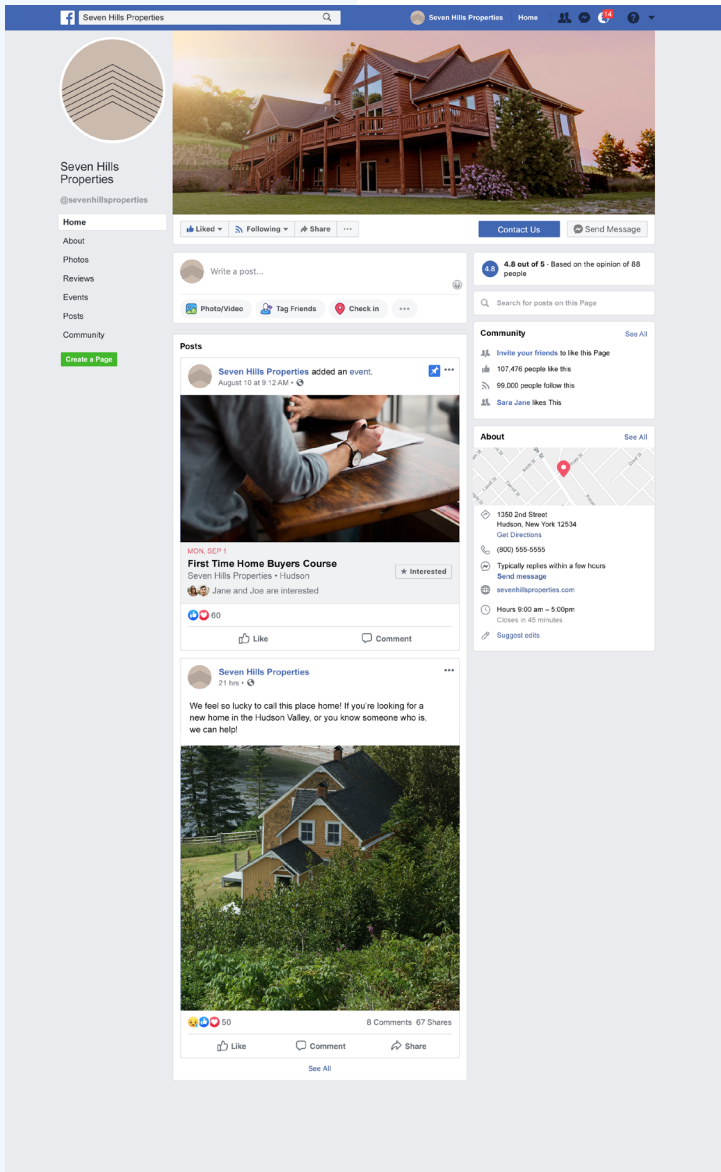 Seven Hills Properties
Seven Hills Properties
Home
14
Seven Hills
Properties
@sevenhillsproperties
Home
About
Photos
Reviews
Events
Posts
Community
Create a Page
Liked
Following
Share
Contact Us
Send Message
Write a post...
Photo/Video
Tag Friends
Check in
Posts
Seven Hills Properties added an event.
August 10 at 9:12 AM •
MON, SEP 1
First Time Home Buyers Course
Seven Hills Properties • Hudson
Jane and Joe are interested
★ Interested
60
Like
Comment
Seven Hills Properties
21 hrs •
We feel so lucky to call this place home! If you're looking for a
new home in the Hudson Valley, or you know someone who is,
we can help!
50
8 Comments 67 Shares
Like
Comment
Share
See All
4.8
4.8 out of 5 - Based on the opinion of 88
people
Search for posts on this Page
Community
See All
Invite your friends to like this Page
107,476 people like this
99,000 people follow this
Sara Jane likes This
About
See All
1350 2nd Street
Hudson, New York 12534
Get Directions
(800) 555-5555
Typically replies within a few hours
Send message
sevenhillsproperties.com
Hours 9:00 am – 5:00pm
Closes in 45 minutes
Suggest edits